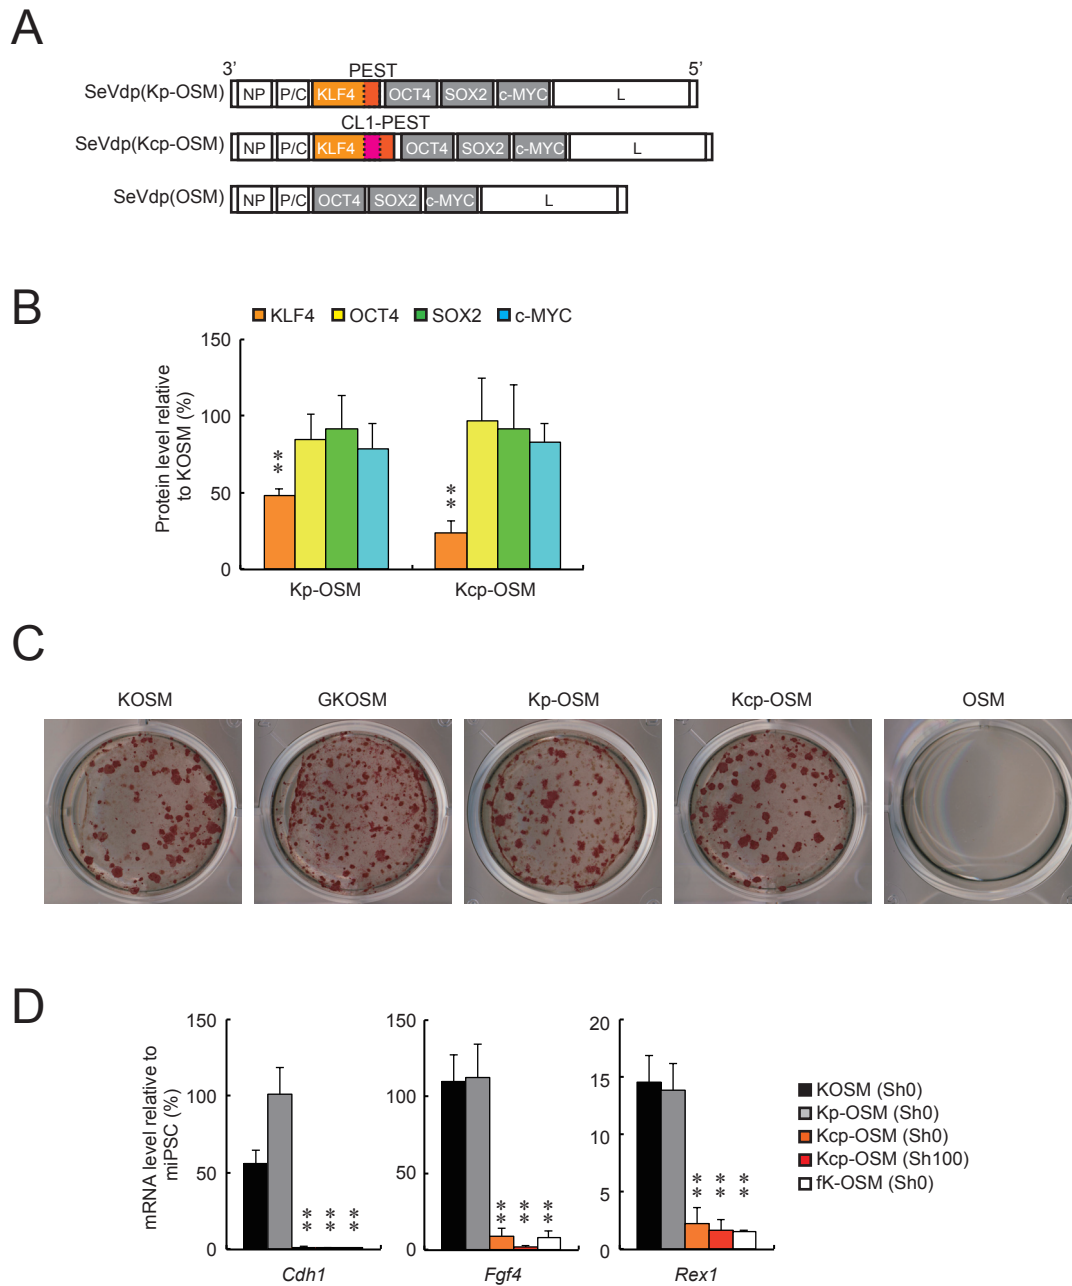 A
3' PEST 5'
SeVdp(Kp-OSM) NP P/C KLF4 OCT4 SOX2 c-MYC L
CL1-PEST
SeVdp(Kcp-OSM) NP P/C KLF4 OCT4 SOX2 c-MYC L
SeVdp(OSM) NP P/C OCT4 SOX2 c-MYC L
B
KLF4 OCT4 SOX2 c-MYC
Protein level relative
to KOSM (%)
150
100
50
0
** **
Kp-OSM Kcp-OSM
C
KOSM GKOSM Kp-OSM Kcp-OSM OSM
D
mRNA level relative to
miPSC (%)
150
100
50
0
** ** **
Cdh1
150
100
50
0
** ** **
Fgf4
20
15
10
5
0
** ** **
Rex1
KOSM (Sh0)
Kp-OSM (Sh0)
Kcp-OSM (Sh0)
Kcp-OSM (Sh100)
fK-OSM (Sh0)